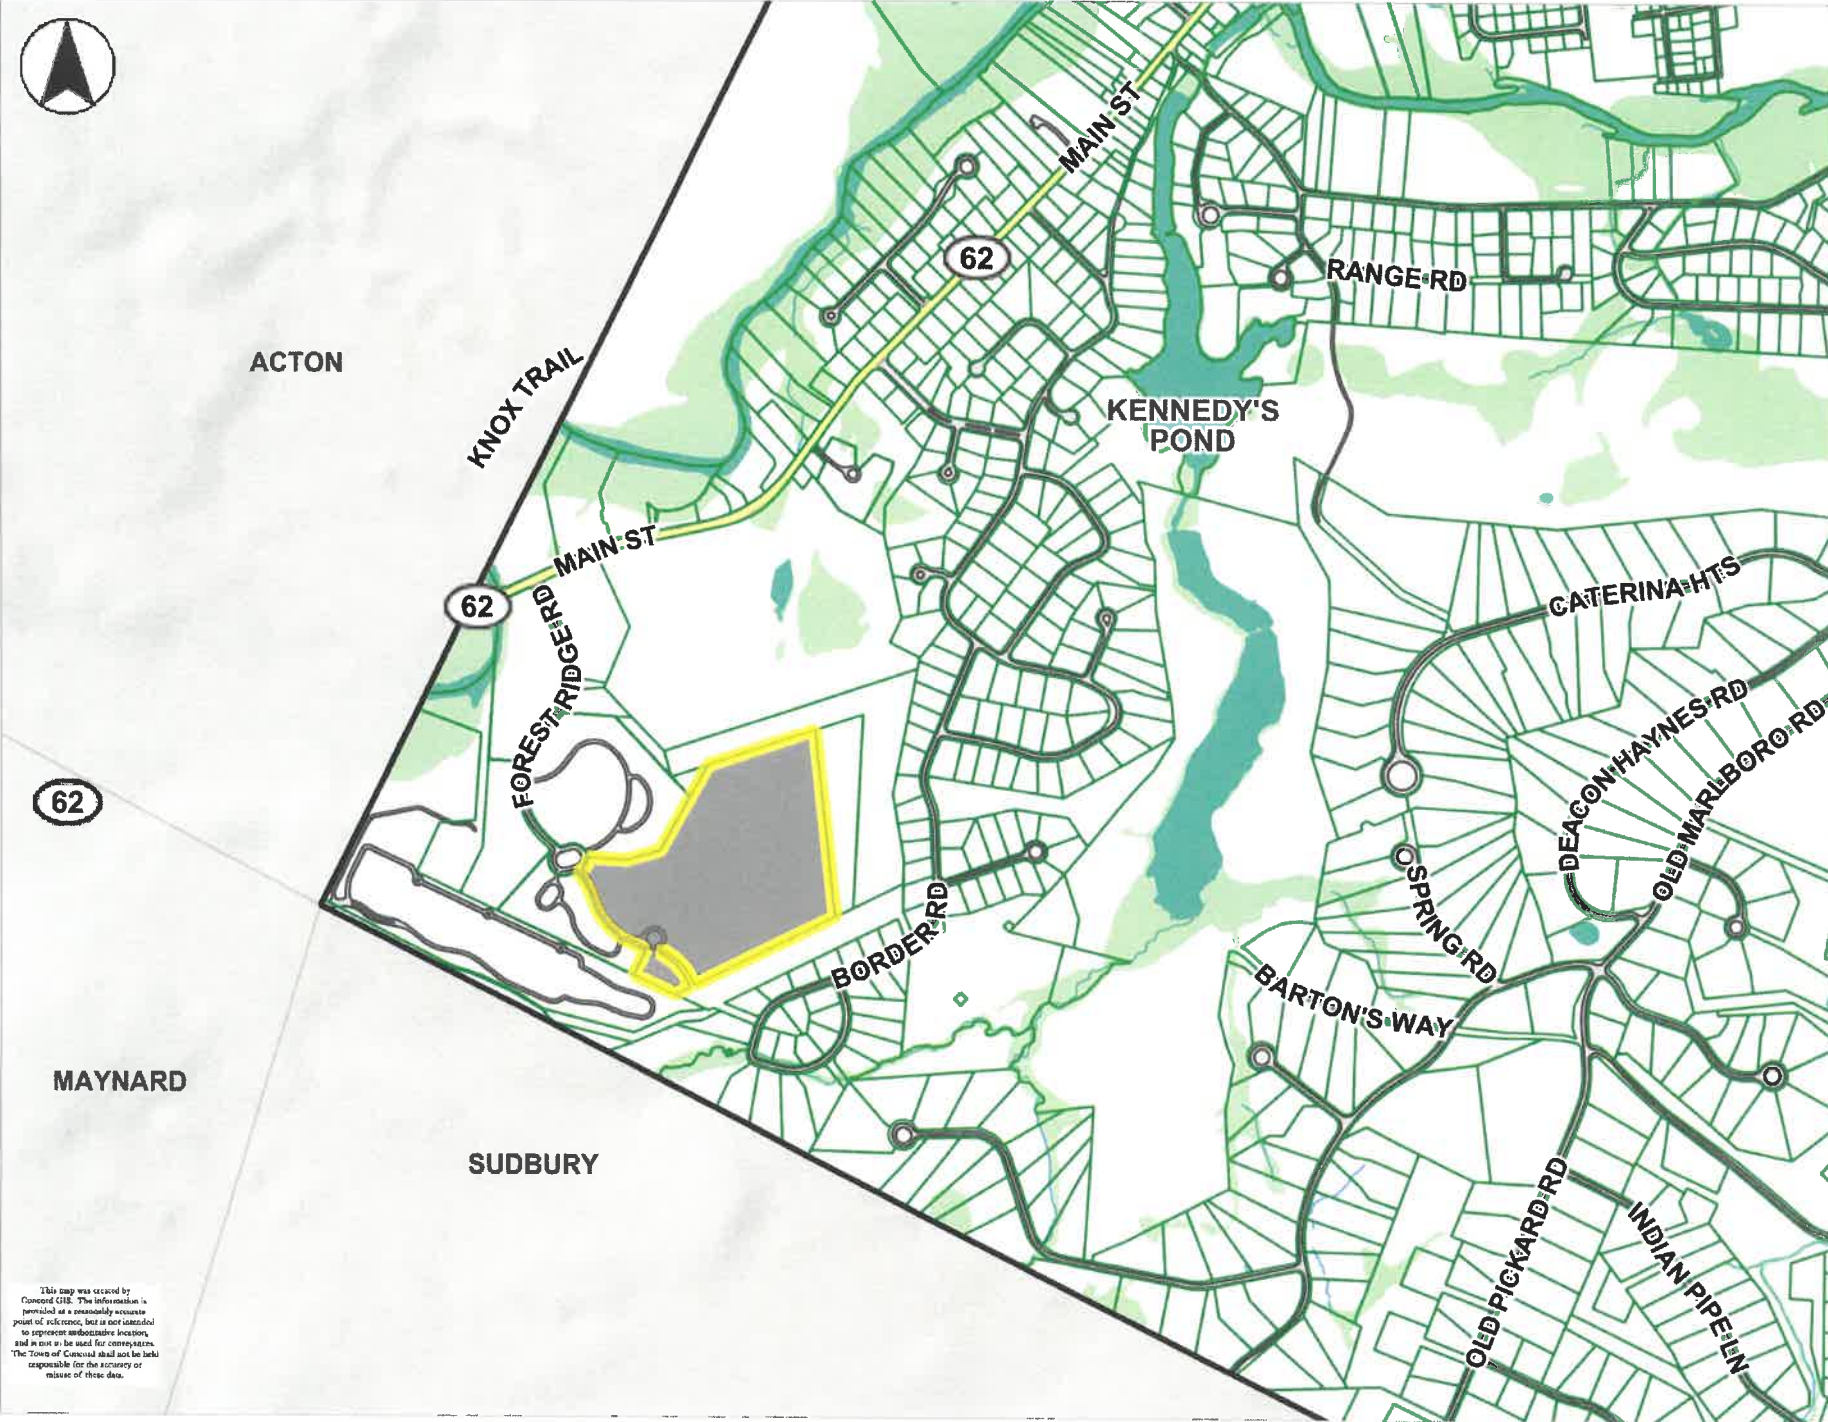 MAIN ST
62
RANGE RD
ACTON
KNOX TRAIL
KENNEDY'S
POND
MAIN ST
62
CATERINA HTS
FOREST RIDGE RD
DEACON HAYNES RD
OLD MARLBORO RD
62
SPRING RD
BORDER RD
BARTON'S WAY
MAYNARD
SUDBURY
OLD PICKARD RD
INDIAN PIPE LN
This map was created by
Concord GIS. The information is
provided as a reasonably accurate
point of reference, but is not intended
to represent authoritative location,
and is not to be used for conveyances.
The Town of Concord shall not be held
responsible for the accuracy or
misuse of these data.